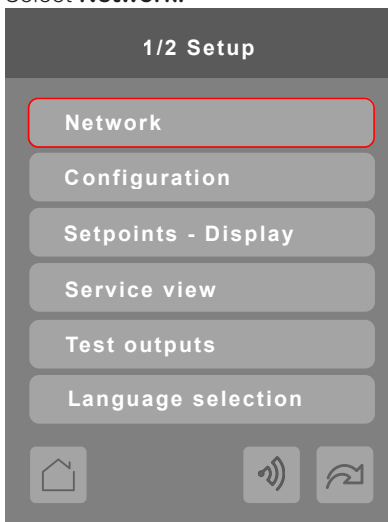 Select Network.
1/2 Setup
Network
Configuration
Setpoints - Display
Service view
Test outputs
Language selection